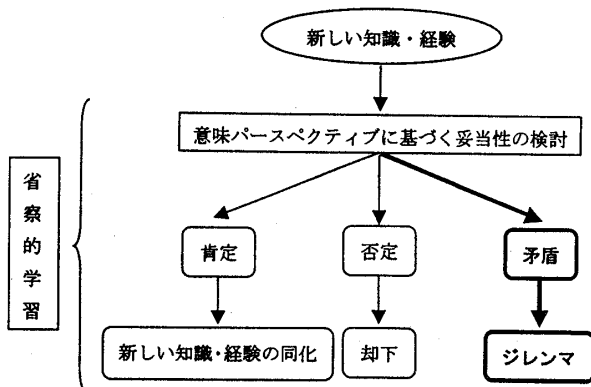 新しい知識・経験
意味パースペクティブに基づく妥当性の検討
省察的学習
肯定
否定
矛盾
新しい知識・経験の同化
却下
ジレンマ